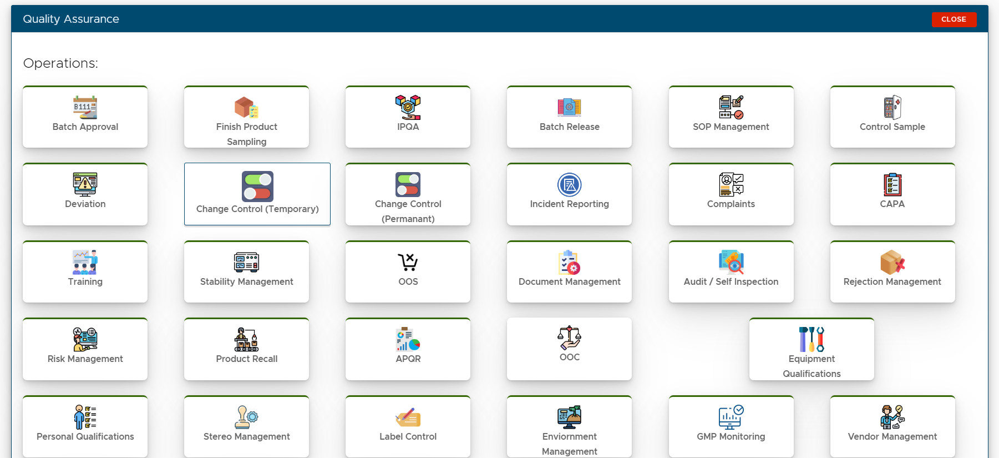 Quality Assurance
CLOSE
Operations:
B111
Batch Approval
Finish Product
Sampling
IPQA
Batch Release
SOP Management
Control Sample
Deviation
Change Control (Temporary)
Change Control
(Permanant)
Incident Reporting
Complaints
CAPA
Training
Stability Management
OOS
Document Management
Audit / Self Inspection
Rejection Management
Risk Management
Product Recall
APQR
OOC
Equipment
Qualifications
Personal Qualifications
Stereo Management
Label Control
Enviornment
Management
GMP Monitoring
Vendor Management